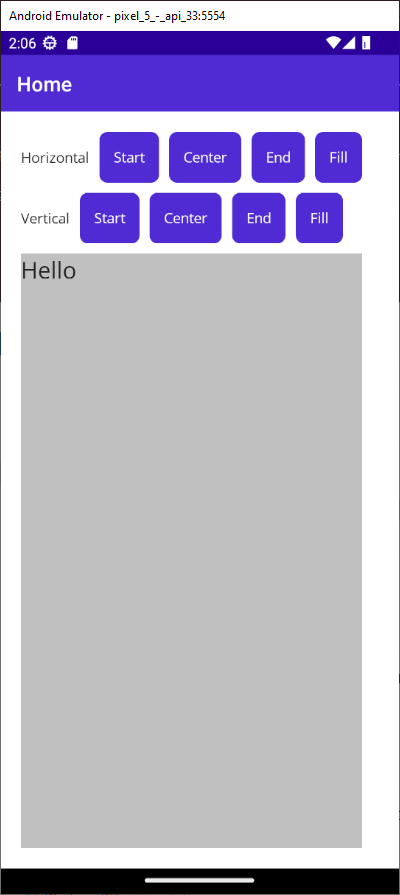 Android Emulator - pixel_5_-_api_33:5554
2:06
Home
Horizontal Start Center End Fill
Vertical Start Center End Fill
Hello